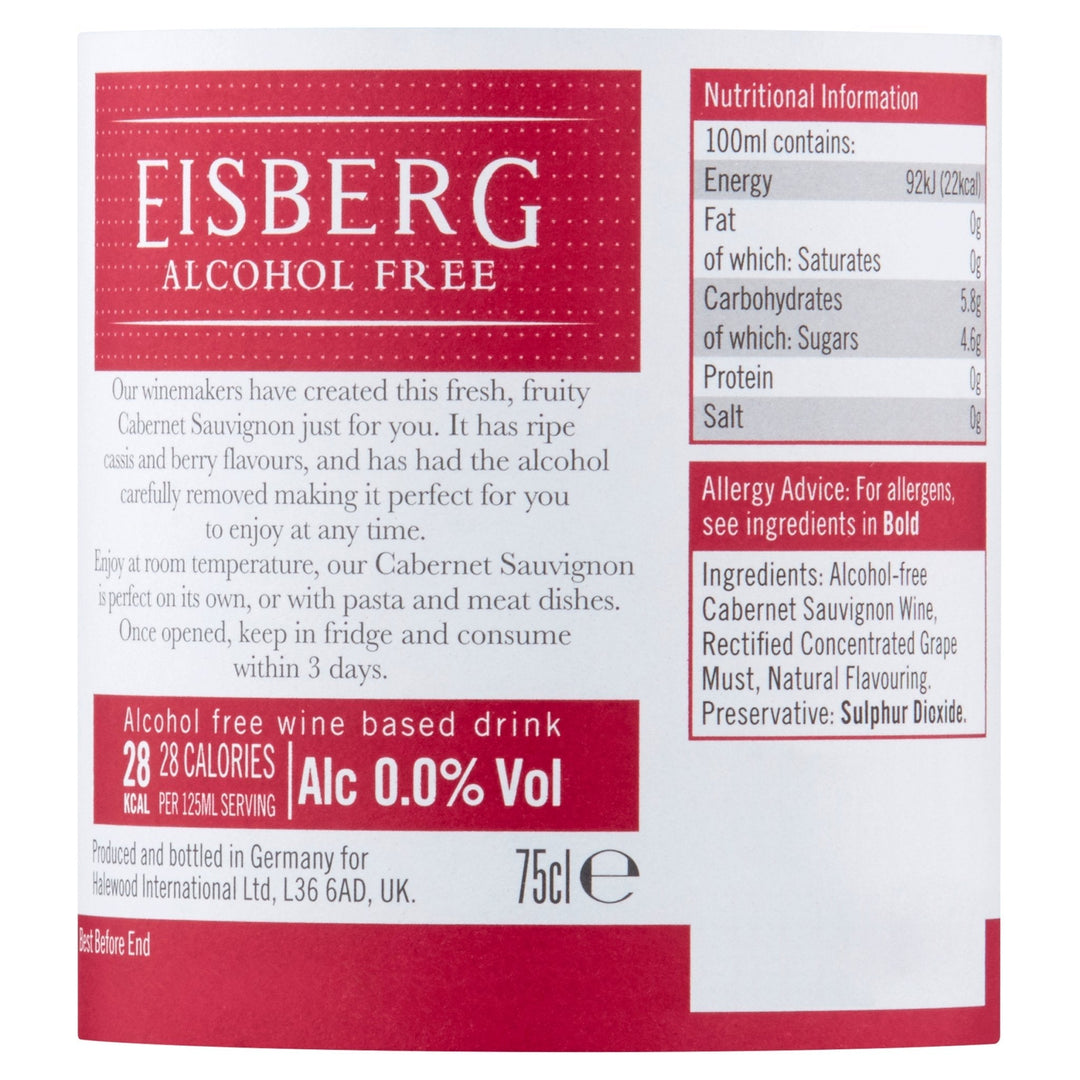 EISBERG
ALCOHOL FREE
Our winemakers have created this fresh, fruity
Cabernet Sauvignon just for you. It has ripe
cassis and berry flavours, and has had the alcohol
carefully removed making it perfect for you
to enjoy at any time.
Enjoy at room temperature, our Cabernet Sauvignon
is perfect on its own, or with pasta and meat dishes.
Once opened, keep in fridge and consume
within 3 days.
Alcohol free wine based drink
28 KCAL
28 CALORIES
PER 125ML SERVING
Alc 0.0% Vol
Produced and bottled in Germany for
Halewood International Ltd, L36 6AD, UK.
75cl e
Best Before End
Nutritional Information
100ml contains:
Energy 92kJ (22kcal)
Fat 0g
of which: Saturates 0g
Carbohydrates 5.8g
of which: Sugars 4.6g
Protein 0g
Salt 0g
Allergy Advice: For allergens,
see ingredients in Bold
Ingredients: Alcohol-free
Cabernet Sauvignon Wine,
Rectified Concentrated Grape
Must, Natural Flavouring.
Preservative: Sulphur Dioxide.